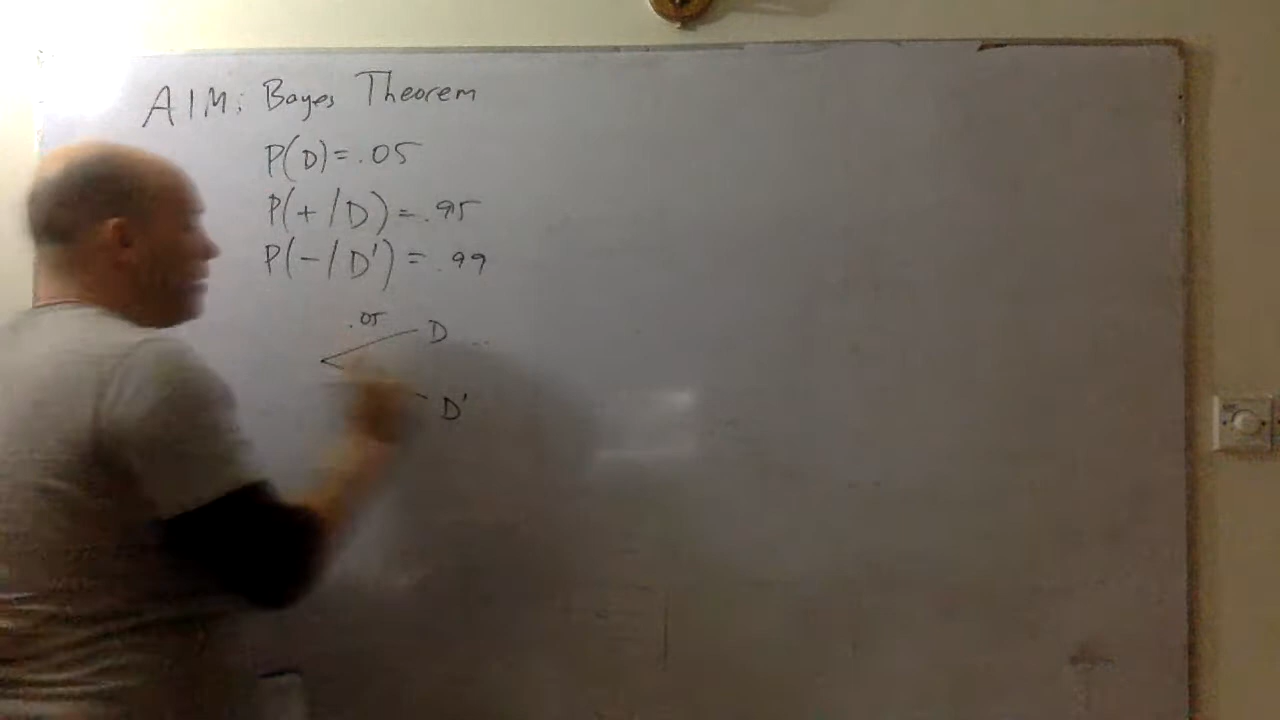 AIM: Bayes Theorem
P(D)=.05
P(+/D)=.95
P(-/D')=.99
.05
D
D'